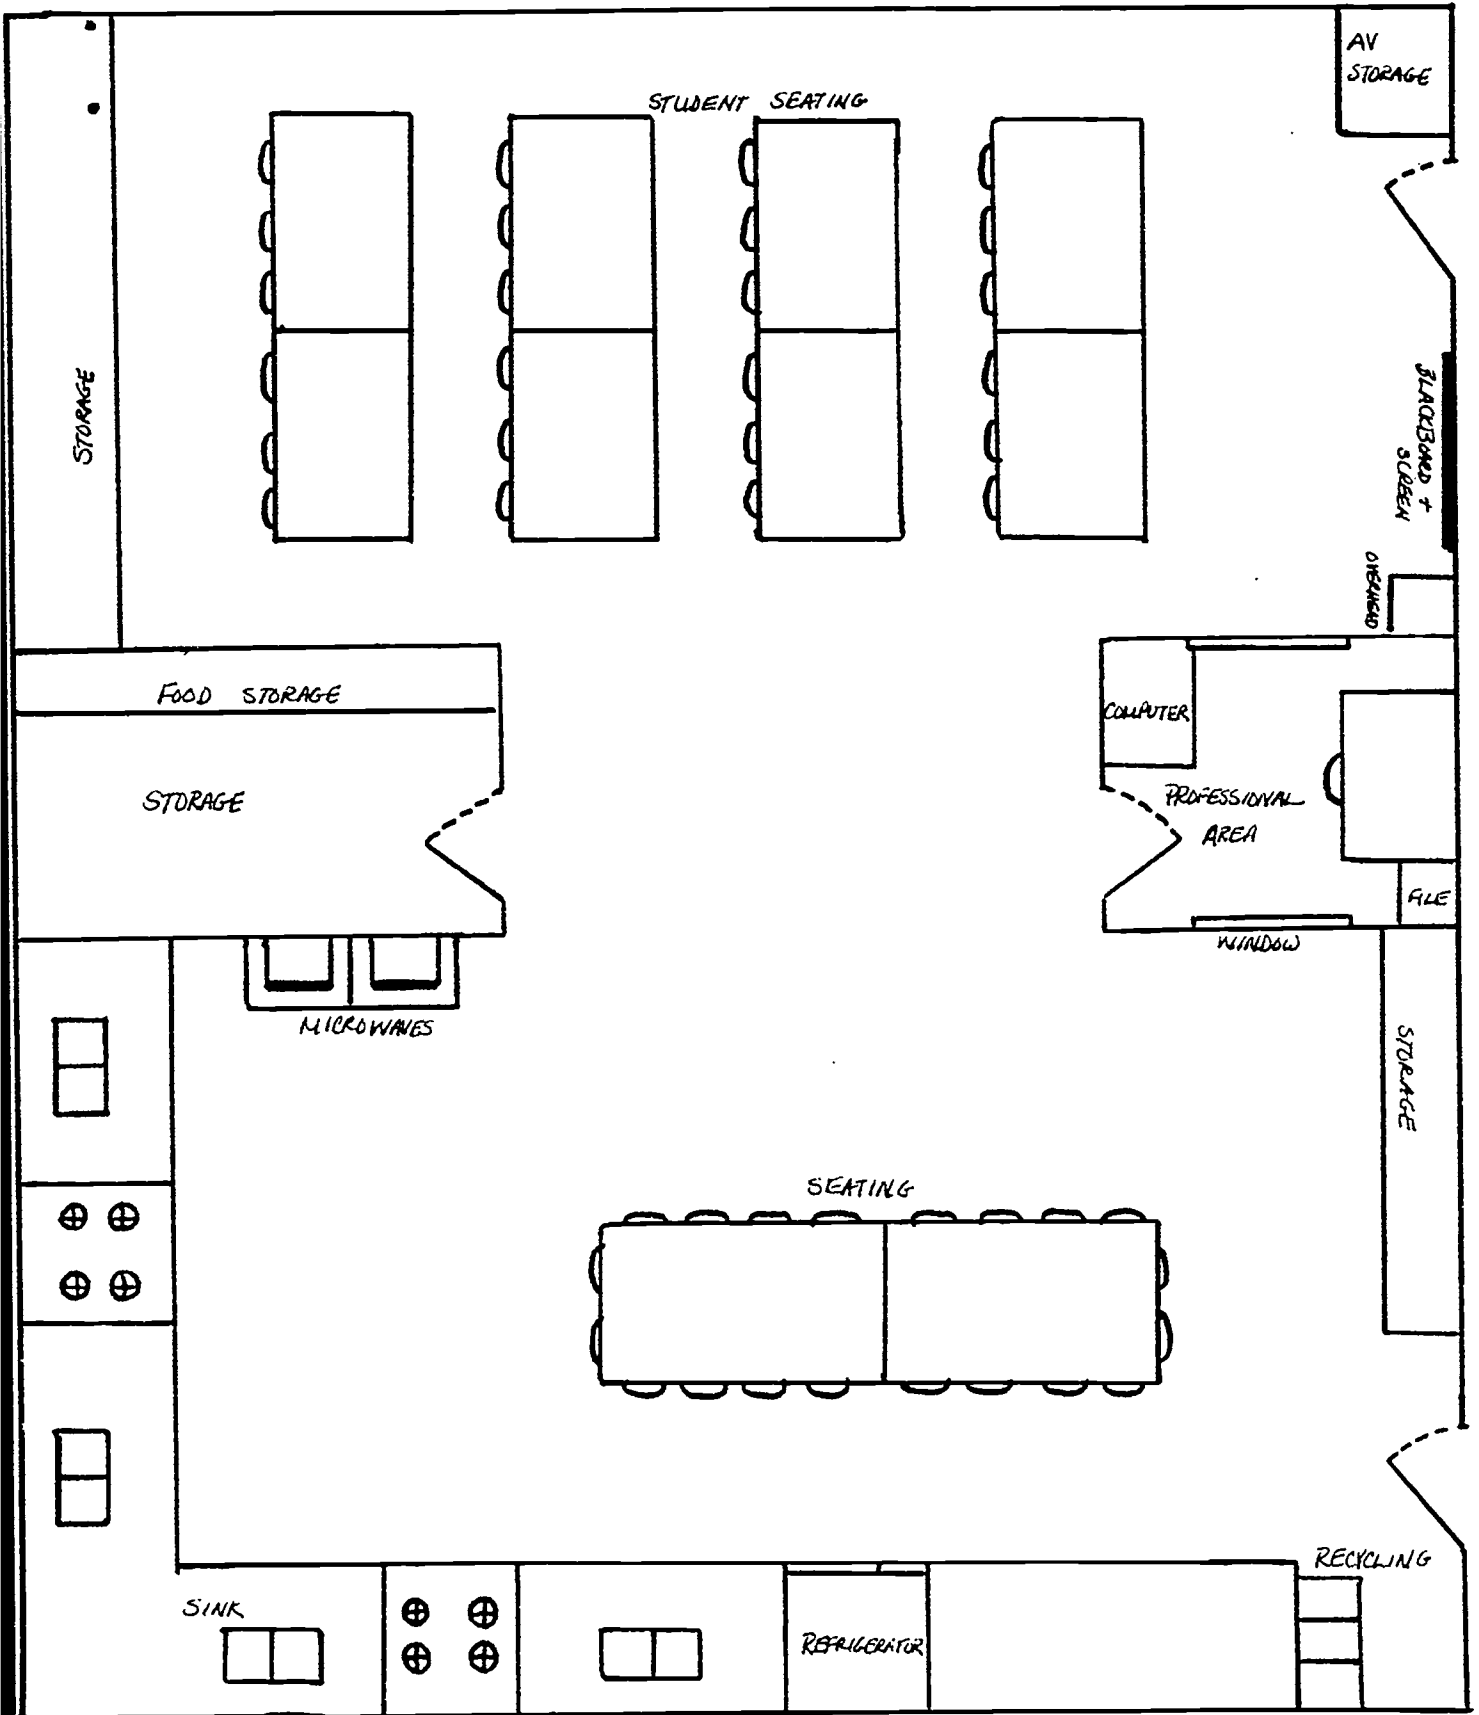 AV
STORAGE
STUDENT SEATING
STORAGE
BLACKBOARD +
SCREEN
OVERHEAD
FOOD STORAGE
STORAGE
COMPUTER
PROFESSIONAL
AREA
FILE
WINDOW
MICROWAVES
STORAGE
SEATING
RECYCLING
SINK
REFRIGERATOR